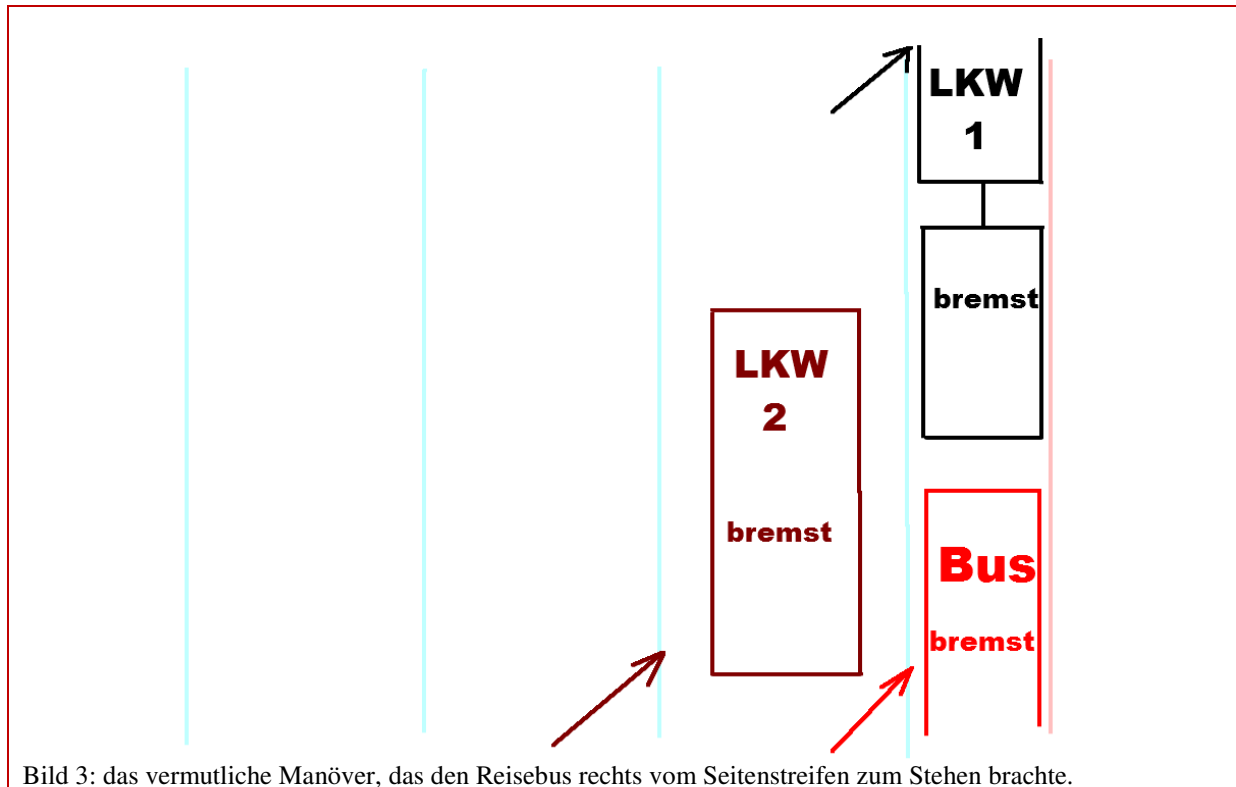 LKW
1
bremst
LKW
2
bremst
Bus
bremst
Bild 3: das vermutliche Manöver, das den Reisebus rechts vom Seitenstreifen zum Stehen brachte.